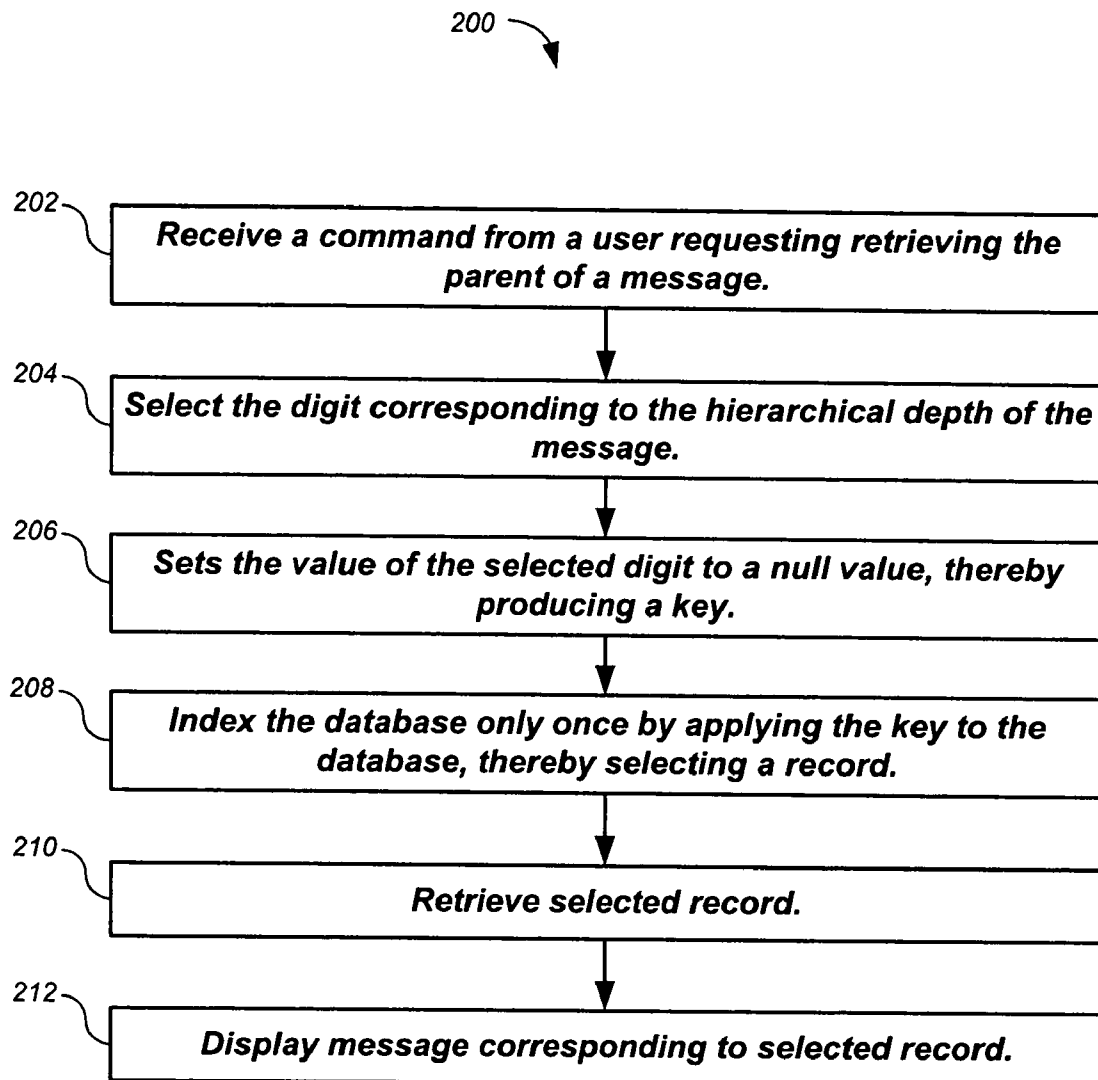 200
202
Receive a command from a user requesting retrieving the
parent of a message.
204
Select the digit corresponding to the hierarchical depth of the
message.
206
Sets the value of the selected digit to a null value, thereby
producing a key.
208
Index the database only once by applying the key to the
database, thereby selecting a record.
210
Retrieve selected record.
212
Display message corresponding to selected record.